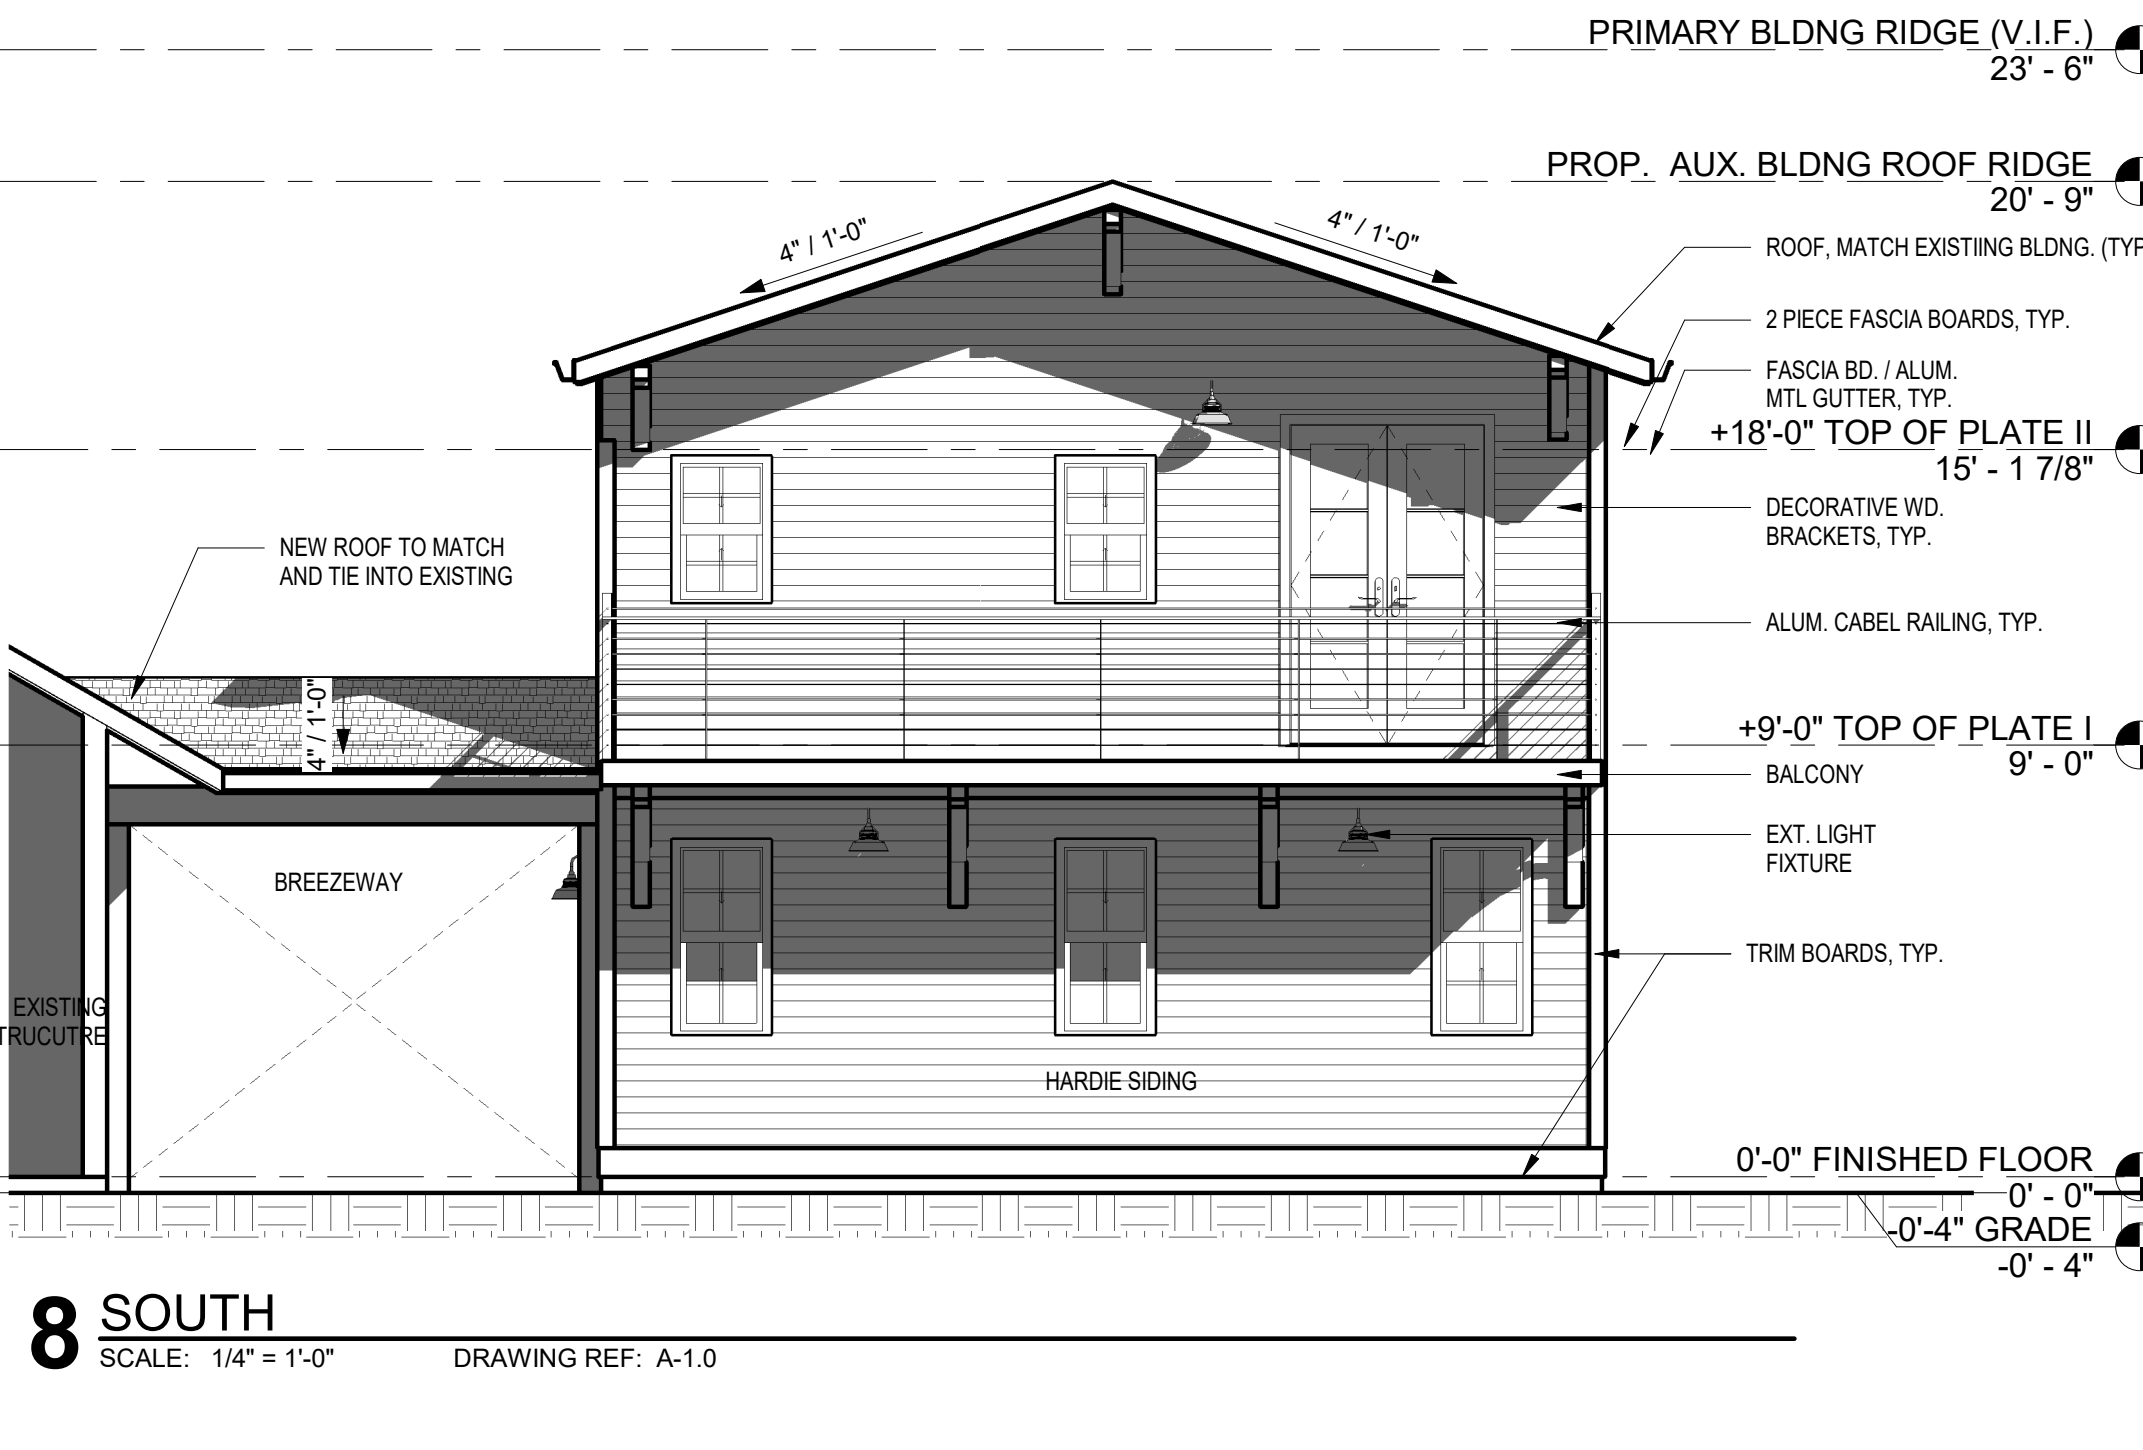 PRIMARY BLDNG RIDGE (V.I.F.)
23' - 6"
PROP. AUX. BLDNG ROOF RIDGE
20' - 9"
4" / 1'-0"
4" / 1'-0"
ROOF, MATCH EXISTIING BLDNG. (TYP
2 PIECE FASCIA BOARDS, TYP.
FASCIA BD. / ALUM.
MTL GUTTER, TYP.
+18'-0" TOP OF PLATE II
15' - 1 7/8"
DECORATIVE WD.
BRACKETS, TYP.
NEW ROOF TO MATCH
AND TIE INTO EXISTING
ALUM. CABEL RAILING, TYP.
4" / 1'-0"
+9'-0" TOP OF PLATE I
9' - 0"
BALCONY
EXT. LIGHT
FIXTURE
BREEZEWAY
TRIM BOARDS, TYP.
EXISTING
TRUCUTRE
HARDIE SIDING
0'-0" FINISHED FLOOR
0' - 0"
-0'-4" GRADE
-0' - 4"
8 SOUTH
SCALE: 1/4" = 1'-0" DRAWING REF: A-1.0